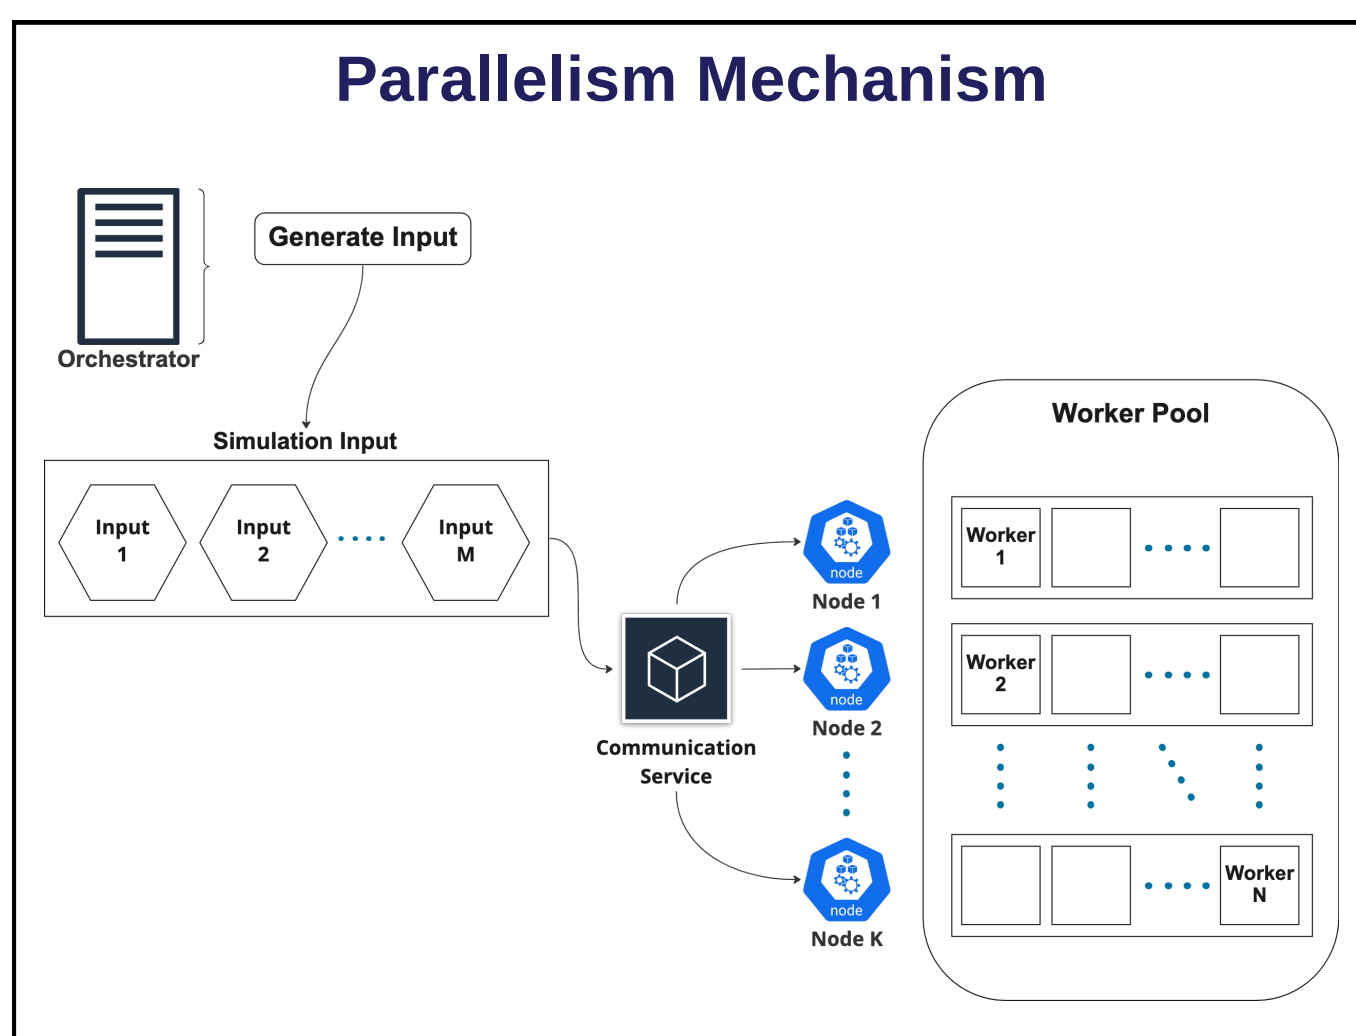 Parallelism Mechanism
Generate Input
Orchestrator
Simulation Input
Input
1
Input
2
Input
M
Communication
Service
node
Node 1
node
Node 2
node
Node K
Worker Pool
Worker
1
Worker
2
Worker
N